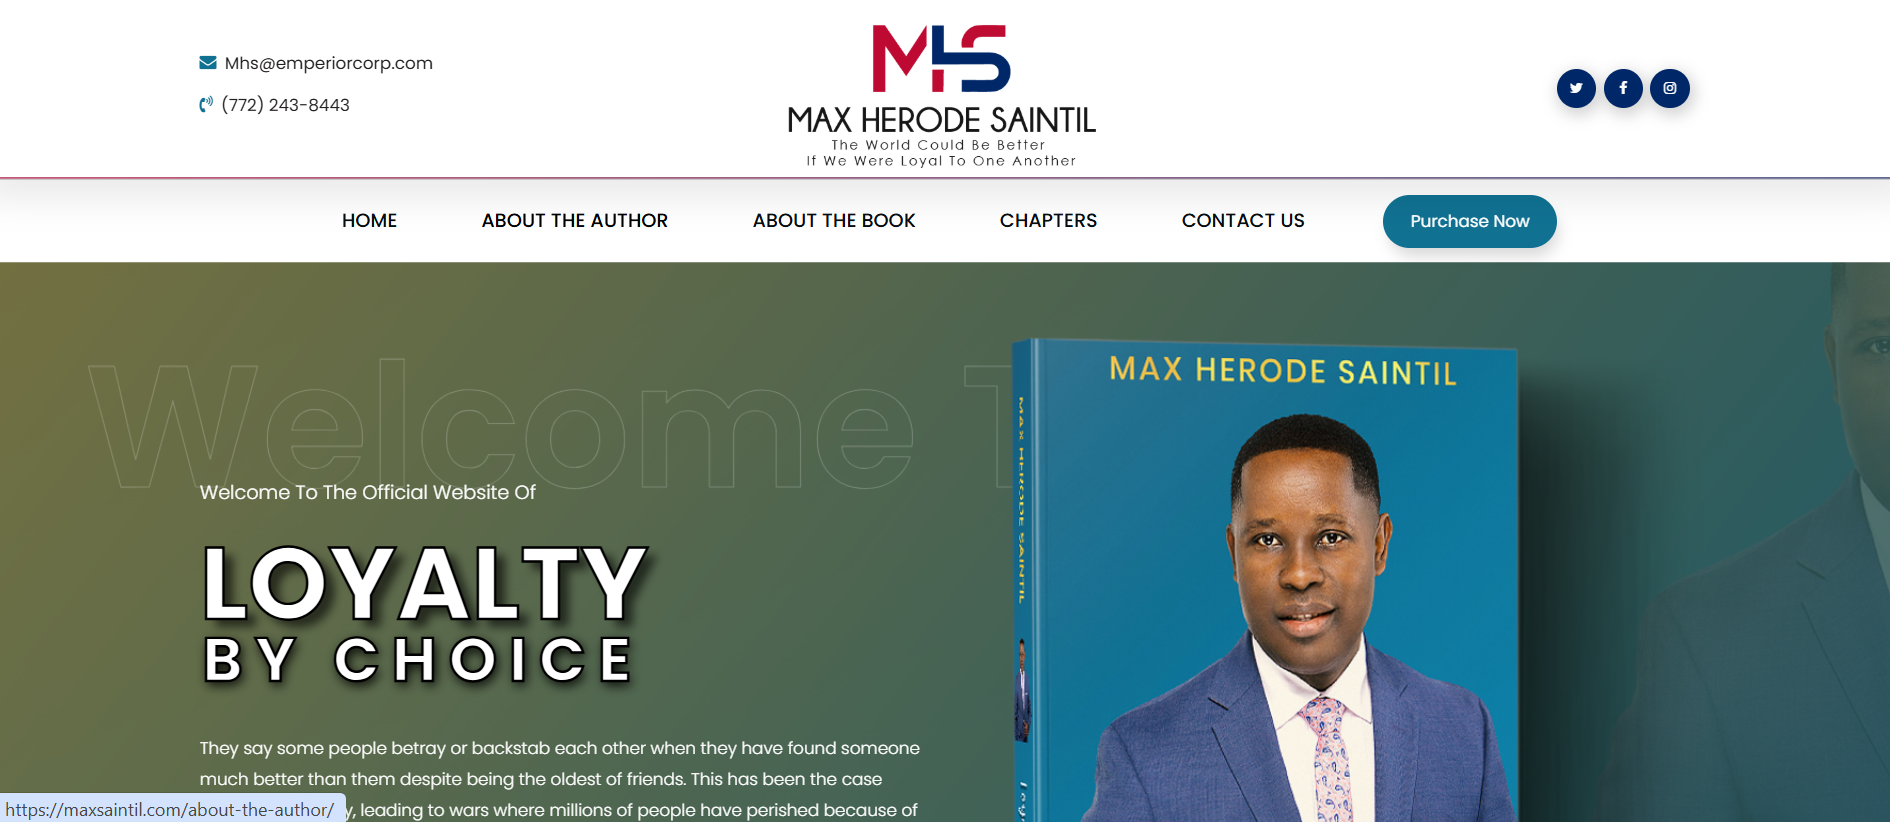 Mhs@emperiorcorp.com
(772) 243-8443
MHS
MAX HERODE SAINTIL
The World Could Be Better
If We Were Loyal To One Another
HOME
ABOUT THE AUTHOR
ABOUT THE BOOK
CHAPTERS
CONTACT US
Purchase Now
Welcome T
Welcome To The Official Website Of
LOYALTY
BY CHOICE
They say some people betray or backstab each other when they have found someone
much better than them despite being the oldest of friends. This has been the case
y, leading to wars where millions of people have perished because of
MAX HERODE SAINTIL
MAX HERODE SAINTIL
Loy
https://maxsaintil.com/about-the-author/